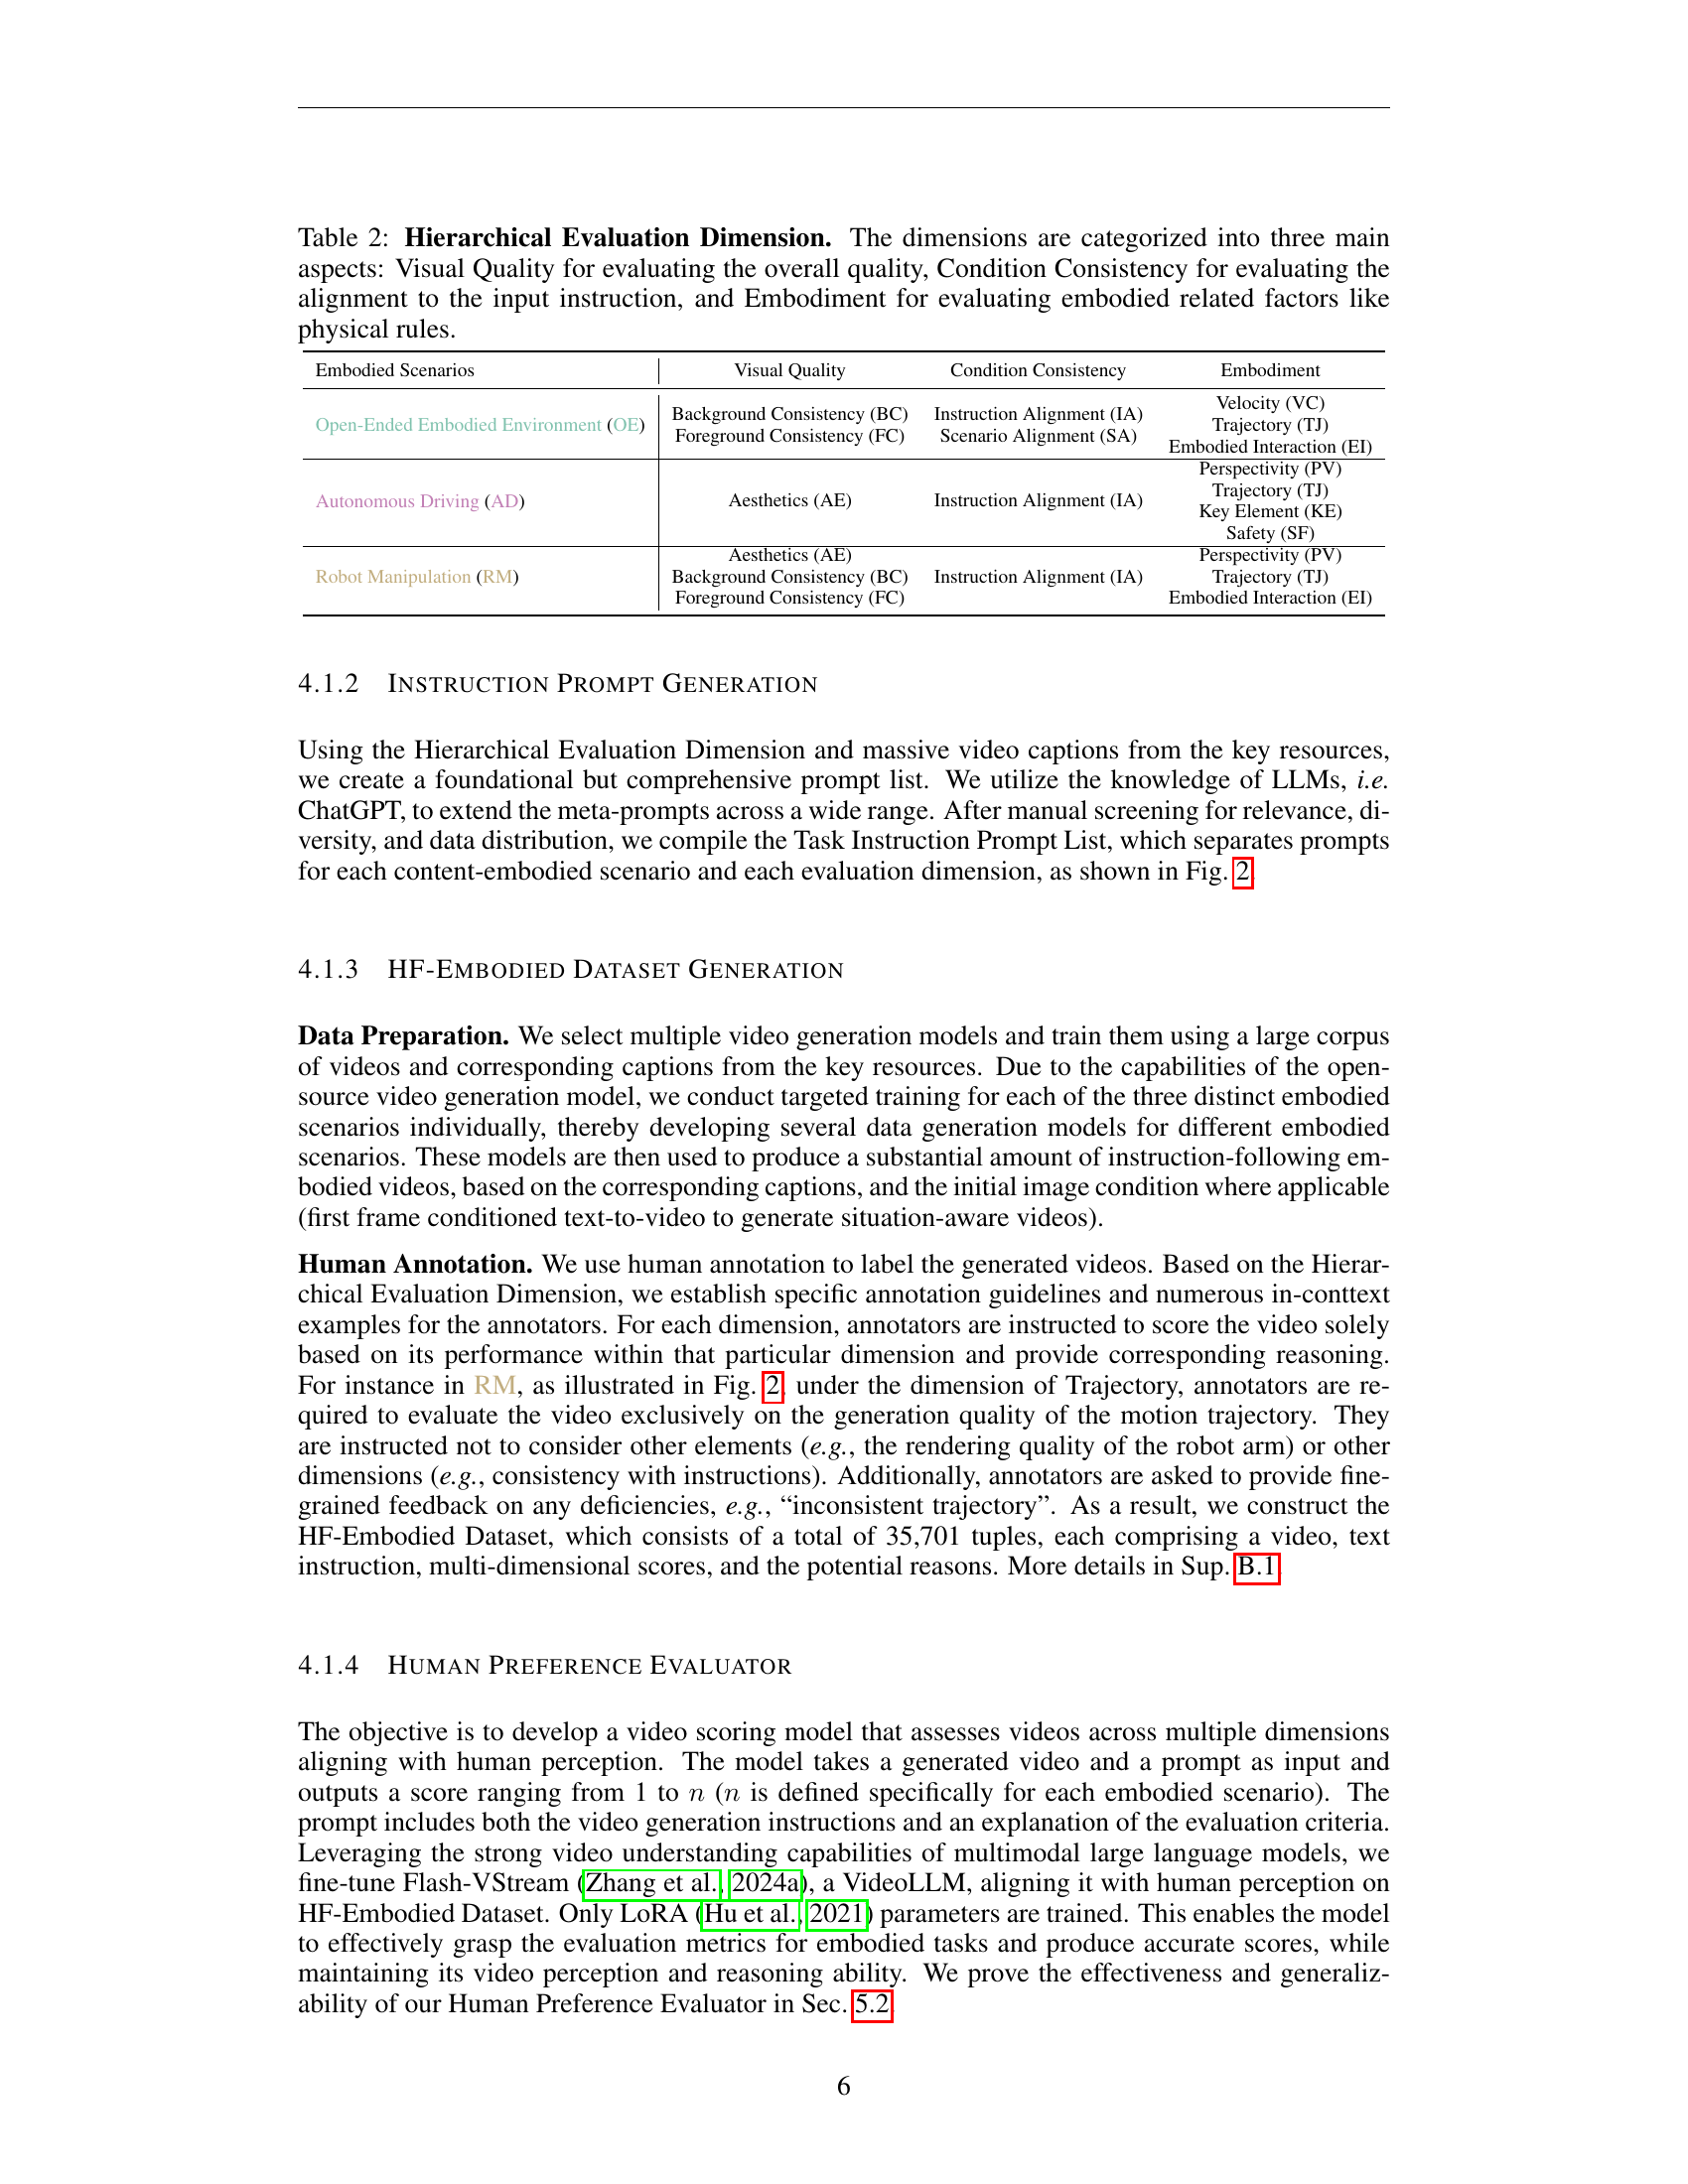 Table 2: Hierarchical Evaluation Dimension. The dimensions are categorized into three main
aspects: Visual Quality for evaluating the overall quality, Condition Consistency for evaluating the
alignment to the input instruction, and Embodiment for evaluating embodied related factors like
physical rules.
Embodied Scenarios Visual Quality Condition Consistency Embodiment
Open-Ended Embodied Environment (OE)
Background Consistency (BC)
Foreground Consistency (FC)
Instruction Alignment (IA)
Scenario Alignment (SA)
Velocity (VC)
Trajectory (TJ)
Embodied Interaction (EI)
Autonomous Driving (AD)
Aesthetics (AE)
Instruction Alignment (IA)
Perspectivity (PV)
Trajectory (TJ)
Key Element (KE)
Safety (SF)
Robot Manipulation (RM)
Aesthetics (AE)
Background Consistency (BC)
Foreground Consistency (FC)
Instruction Alignment (IA)
Perspectivity (PV)
Trajectory (TJ)
Embodied Interaction (EI)
4.1.2 INSTRUCTION PROMPT GENERATION
Using the Hierarchical Evaluation Dimension and massive video captions from the key resources,
we create a foundational but comprehensive prompt list. We utilize the knowledge of LLMs, i.e.
ChatGPT, to extend the meta-prompts across a wide range. After manual screening for relevance, di-
versity, and data distribution, we compile the Task Instruction Prompt List, which separates prompts
for each content-embodied scenario and each evaluation dimension, as shown in Fig. 2.
4.1.3 HF-EMBODIED DATASET GENERATION
Data Preparation. We select multiple video generation models and train them using a large corpus
of videos and corresponding captions from the key resources. Due to the capabilities of the open-
source video generation model, we conduct targeted training for each of the three distinct embodied
scenarios individually, thereby developing several data generation models for different embodied
scenarios. These models are then used to produce a substantial amount of instruction-following em-
bodied videos, based on the corresponding captions, and the initial image condition where applicable
(first frame conditioned text-to-video to generate situation-aware videos).
Human Annotation. We use human annotation to label the generated videos. Based on the Hierar-
chical Evaluation Dimension, we establish specific annotation guidelines and numerous in-conttext
examples for the annotators. For each dimension, annotators are instructed to score the video solely
based on its performance within that particular dimension and provide corresponding reasoning.
For instance in RM, as illustrated in Fig. 2, under the dimension of Trajectory, annotators are re-
quired to evaluate the video exclusively on the generation quality of the motion trajectory. They
are instructed not to consider other elements (e.g., the rendering quality of the robot arm) or other
dimensions (e.g., consistency with instructions). Additionally, annotators are asked to provide fine-
grained feedback on any deficiencies, e.g., “inconsistent trajectory”. As a result, we construct the
HF-Embodied Dataset, which consists of a total of 35,701 tuples, each comprising a video, text
instruction, multi-dimensional scores, and the potential reasons. More details in Sup. B.1.
4.1.4 HUMAN PREFERENCE EVALUATOR
The objective is to develop a video scoring model that assesses videos across multiple dimensions
aligning with human perception. The model takes a generated video and a prompt as input and
outputs a score ranging from 1 to n (n is defined specifically for each embodied scenario). The
prompt includes both the video generation instructions and an explanation of the evaluation criteria.
Leveraging the strong video understanding capabilities of multimodal large language models, we
fine-tune Flash-VStream (Zhang et al., 2024a), a VideoLLM, aligning it with human perception on
HF-Embodied Dataset. Only LoRA (Hu et al., 2021) parameters are trained. This enables the model
to effectively grasp the evaluation metrics for embodied tasks and produce accurate scores, while
maintaining its video perception and reasoning ability. We prove the effectiveness and generaliz-
ability of our Human Preference Evaluator in Sec. 5.2.
6